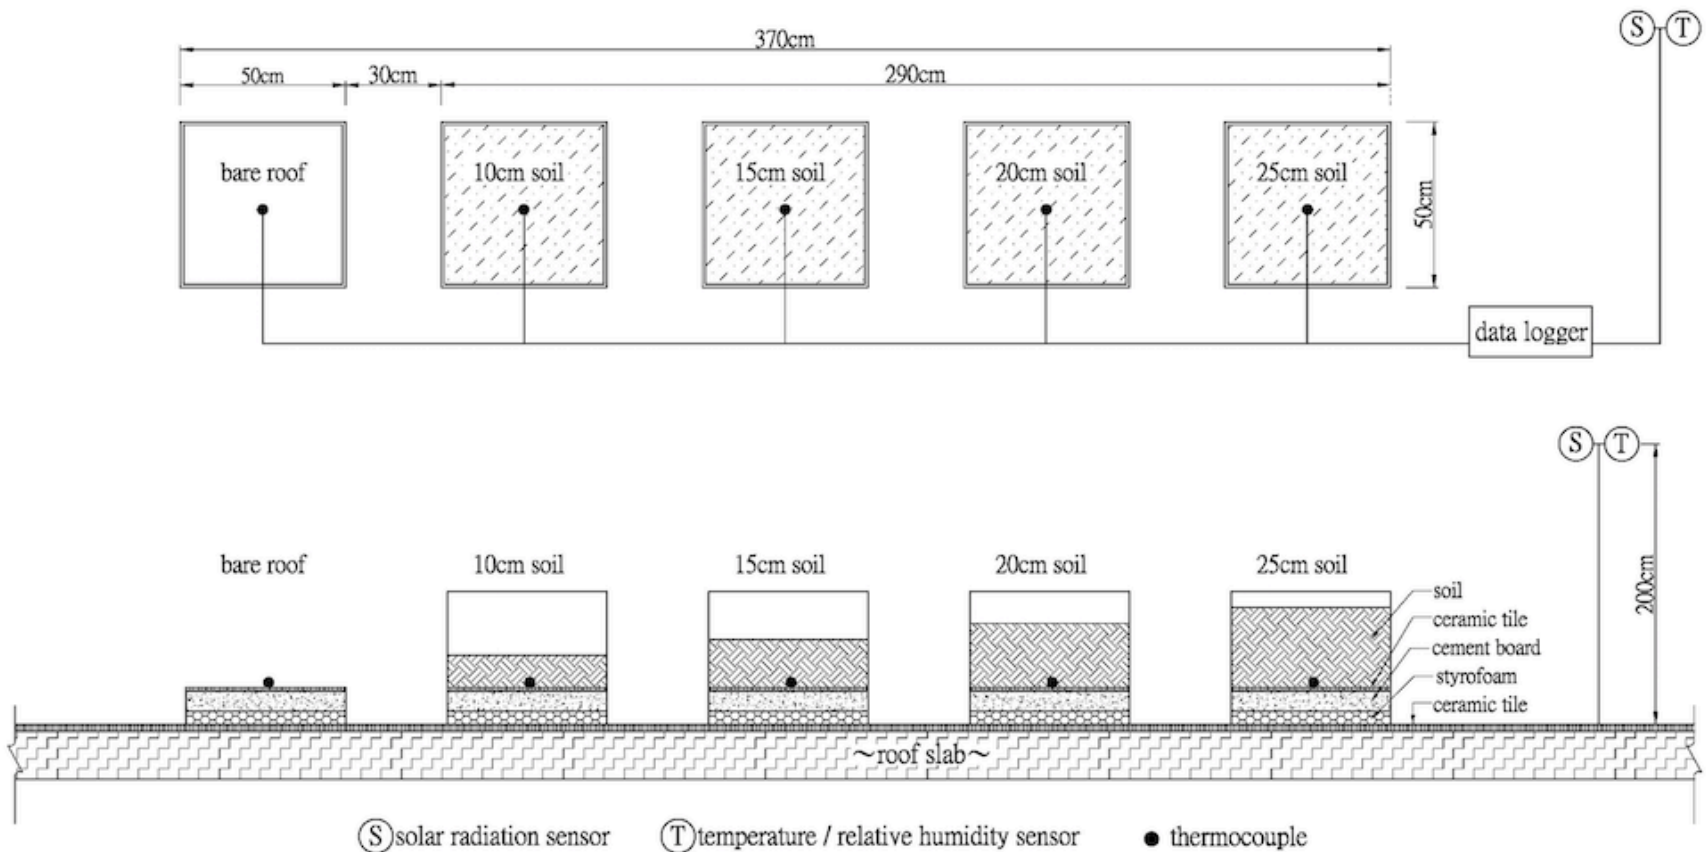 370cm
50cm
30cm
290cm
S T
bare roof
10cm soil
15cm soil
20cm soil
25cm soil
50cm
data logger
S T
bare roof
10cm soil
15cm soil
20cm soil
25cm soil
200cm
soil
ceramic tile
cement board
styrofoam
ceramic tile
~roof slab~
S solar radiation sensor
T temperature / relative humidity sensor
thermocouple